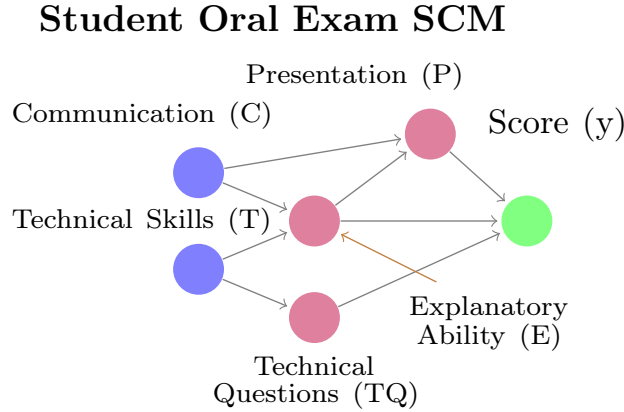 Student Oral Exam SCM
Presentation (P)
Communication (C)
Score (y)
Technical Skills (T)
Explanatory
Ability (E)
Technical
Questions (TQ)